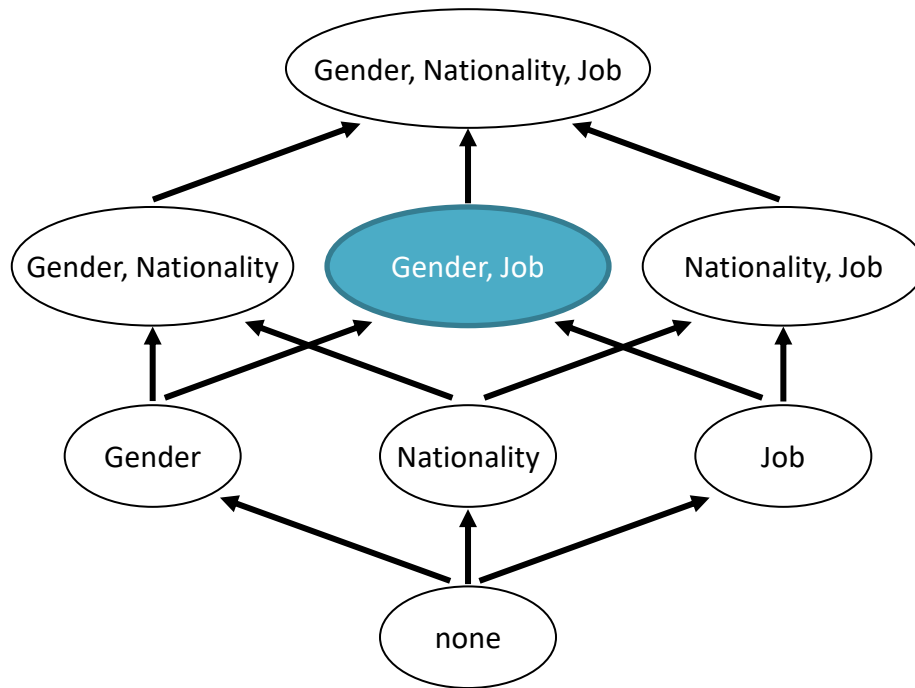 Gender, Nationality, Job
Gender, Nationality
Gender, Job
Nationality, Job
Gender
Nationality
Job
none